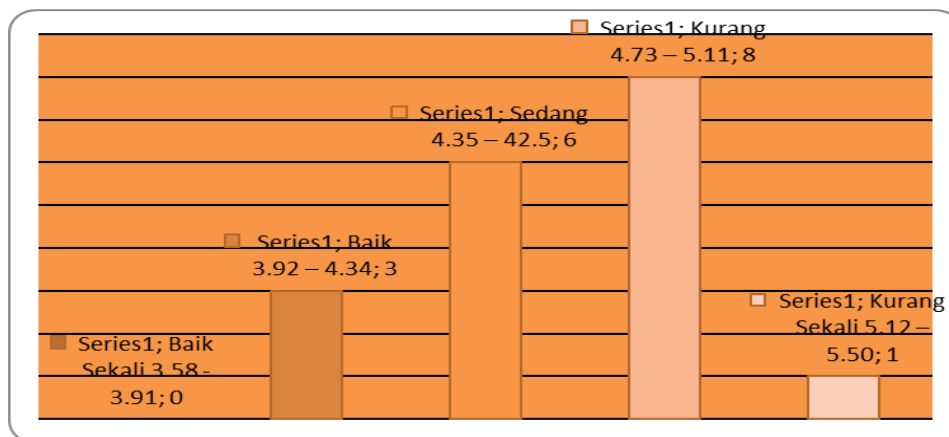 Series1; Kurang
4.73 – 5.11; 8
Series1; Sedang
4.35 – 42.5; 6
Series1; Baik
3.92 – 4.34; 3
Series1; Kurang
Sekali 5.12 –
5.50; 1
Series1; Baik
Sekali 3.58 -
3.91; 0